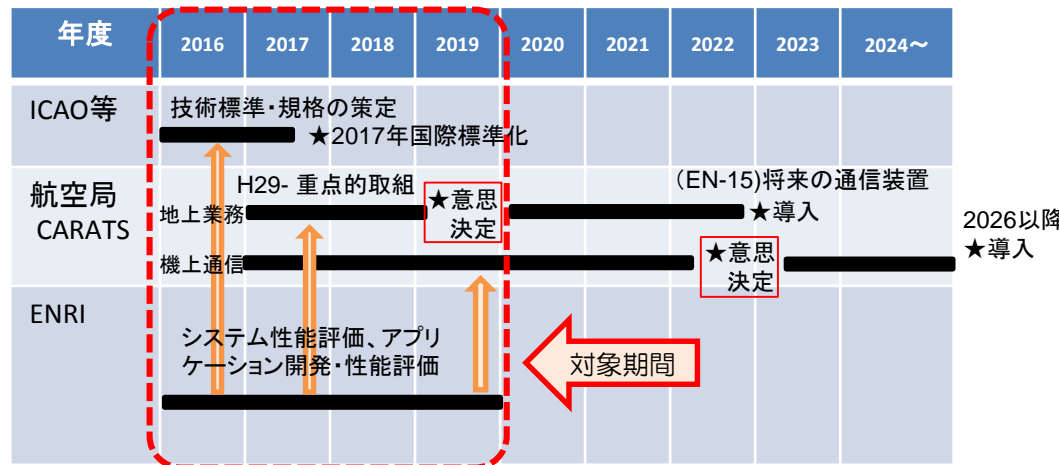 年度 2016 2017 2018 2019 2020 2021 2022 2023 2024～
ICAO等
技術標準・規格の策定
★2017年国際標準化
航空局
CARATS
H29- 重点的取組
(EN-15)将来の通信装置
地上業務
★意思
決定
★導入
機上通信
★意思
決定
2026以降
★導入
ENRI
システム性能評価、アプリ
ケーション開発・性能評価
対象期間